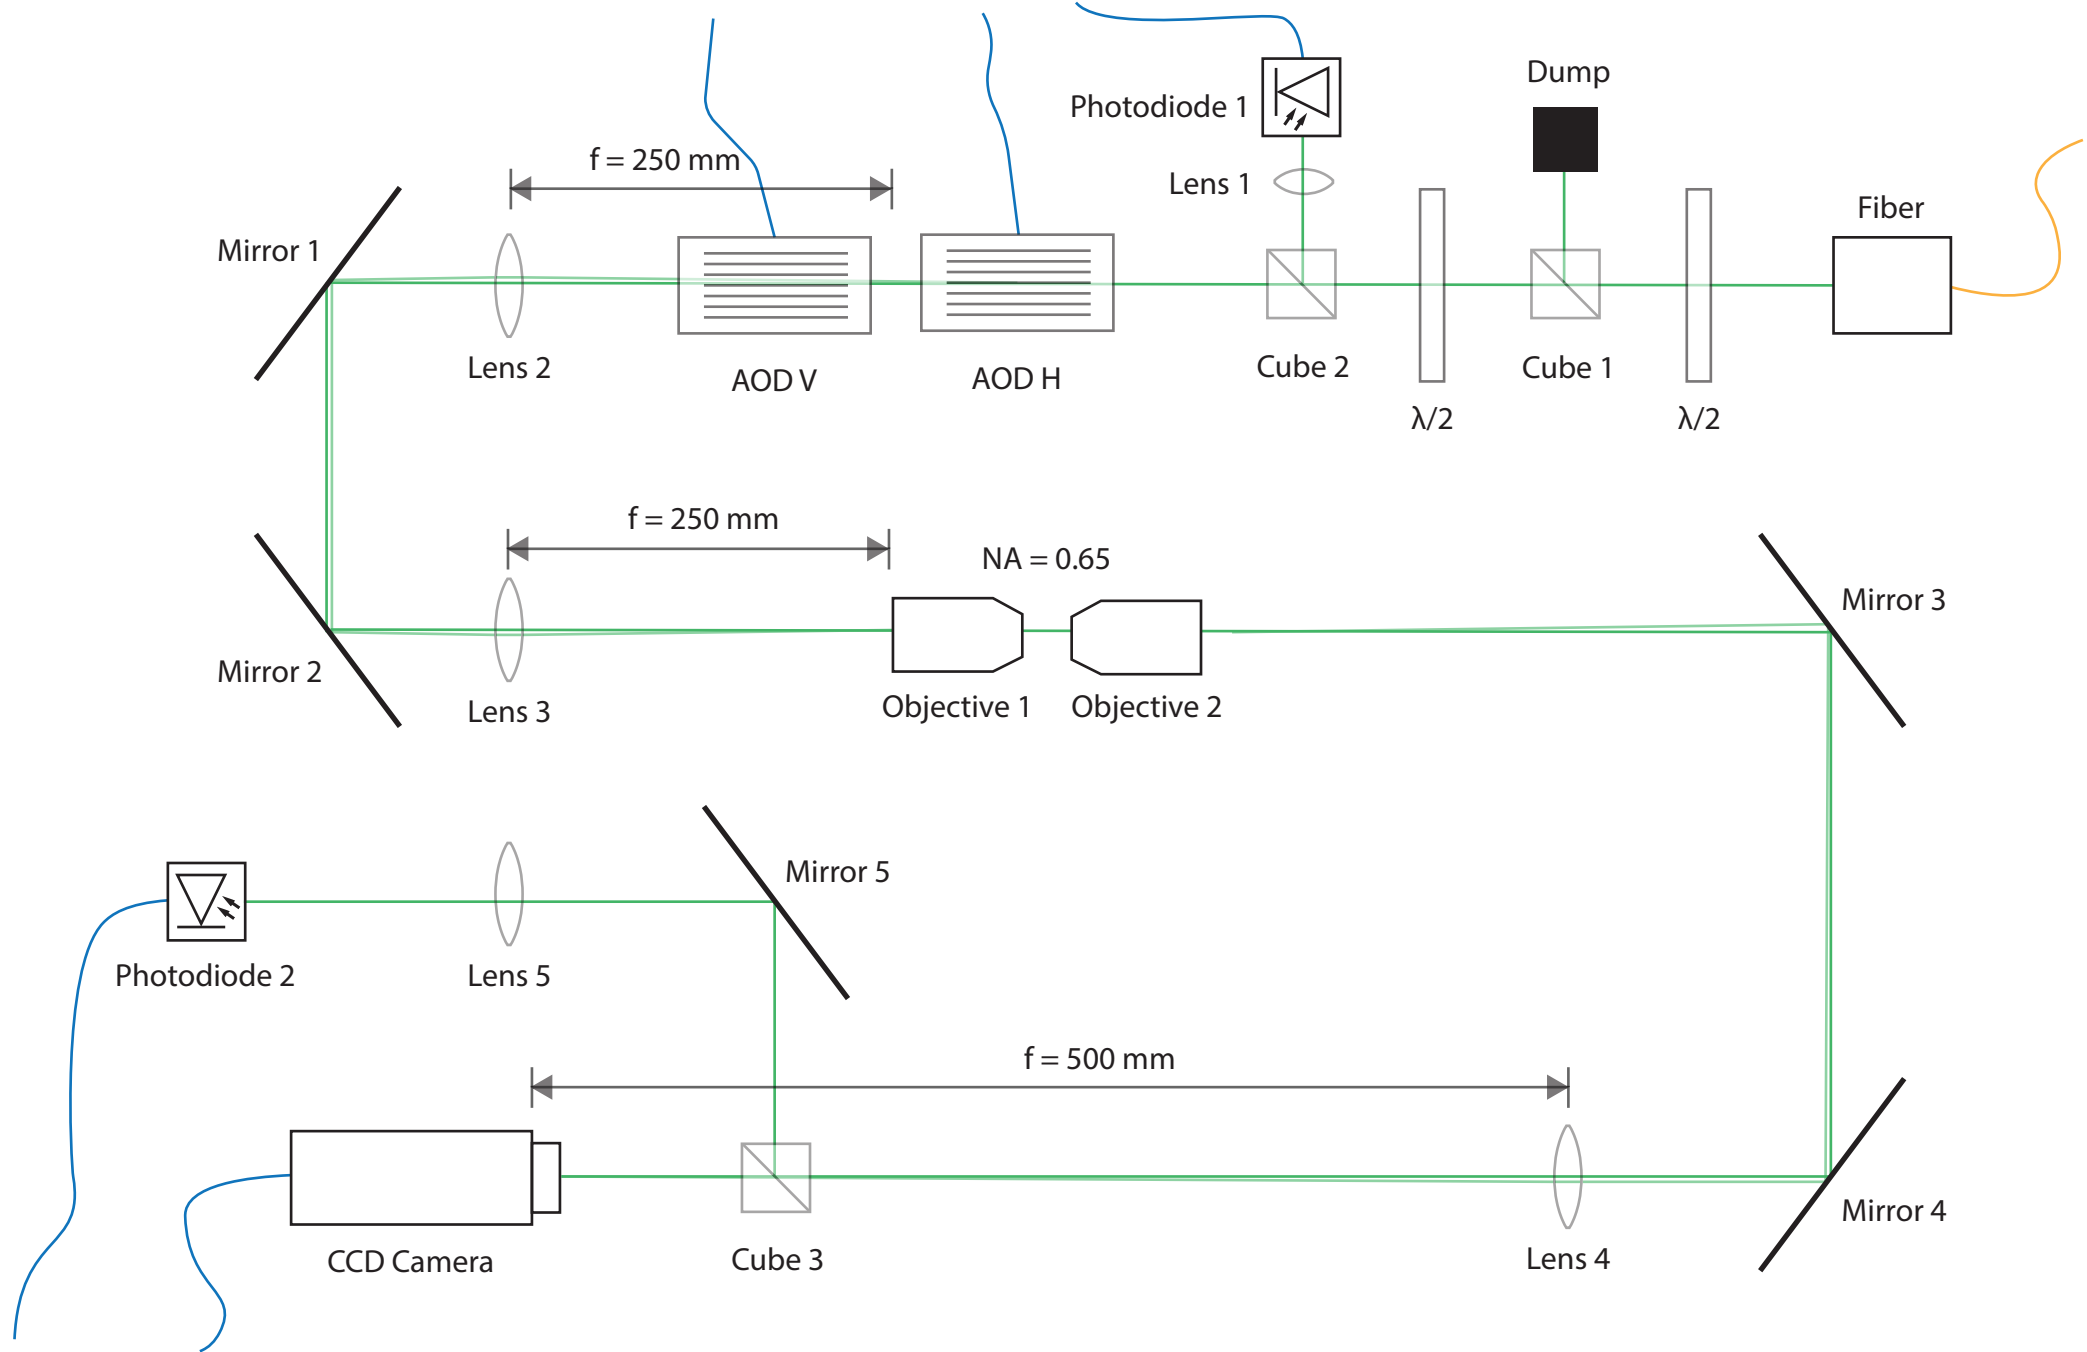 Dump
Photodiode 1
f = 250 mm
Lens 1
Fiber
Mirror 1
Lens 2
AOD V
AOD H
Cube 2
Cube 1
λ/2
λ/2
f = 250 mm
NA = 0.65
Mirror 3
Mirror 2
Lens 3
Objective 1
Objective 2
Mirror 5
Photodiode 2
Lens 5
f = 500 mm
Mirror 4
CCD Camera
Cube 3
Lens 4